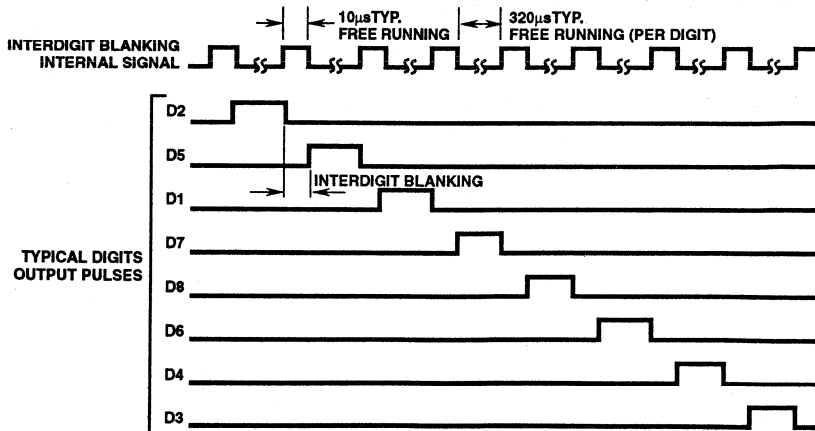 10µsTYP.
FREE RUNNING
320µsTYP.
FREE RUNNING (PER DIGIT)
INTERDIGIT BLANKING
INTERNAL SIGNAL
D2
D5
INTERDIGIT BLANKING
D1
TYPICAL DIGITS
OUTPUT PULSES
D7
D8
D6
D4
D3